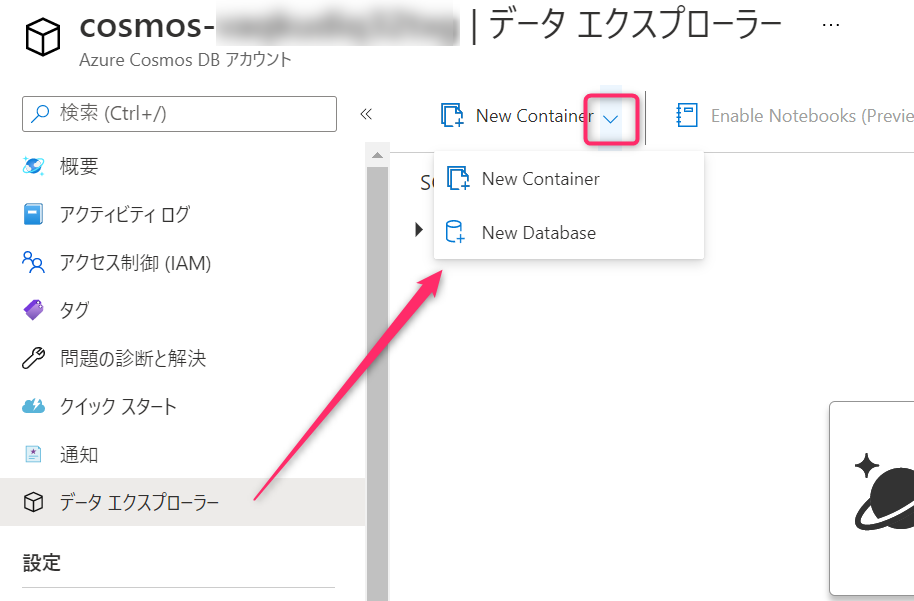 cosmos- | データ エクスプローラー ...
Azure Cosmos DB アカウント
検索 (Ctrl+/)
«
New Container
Enable Notebooks (Previe
概要
New Container
アクティビティ ログ
New Database
アクセス制御 (IAM)
タグ
問題の診断と解決
クイック スタート
通知
データ エクスプローラー
設定